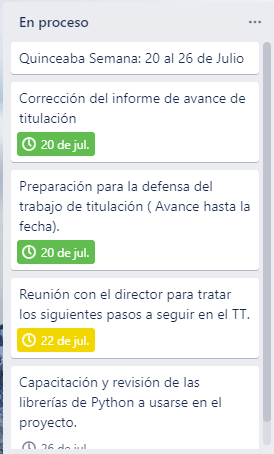 En proceso
Quinceaba Semana: 20 al 26 de Julio
Corrección del informe de avance de
titulación
20 de jul.
Preparación para la defensa del
trabajo de titulación ( Avance hasta la
fecha).
20 de jul.
Reunión con el director para tratar
los siguientes pasos a seguir en el TT.
22 de jul.
Capacitación y revisión de las
librerías de Python a usarse en el
proyecto.
26 de jul.